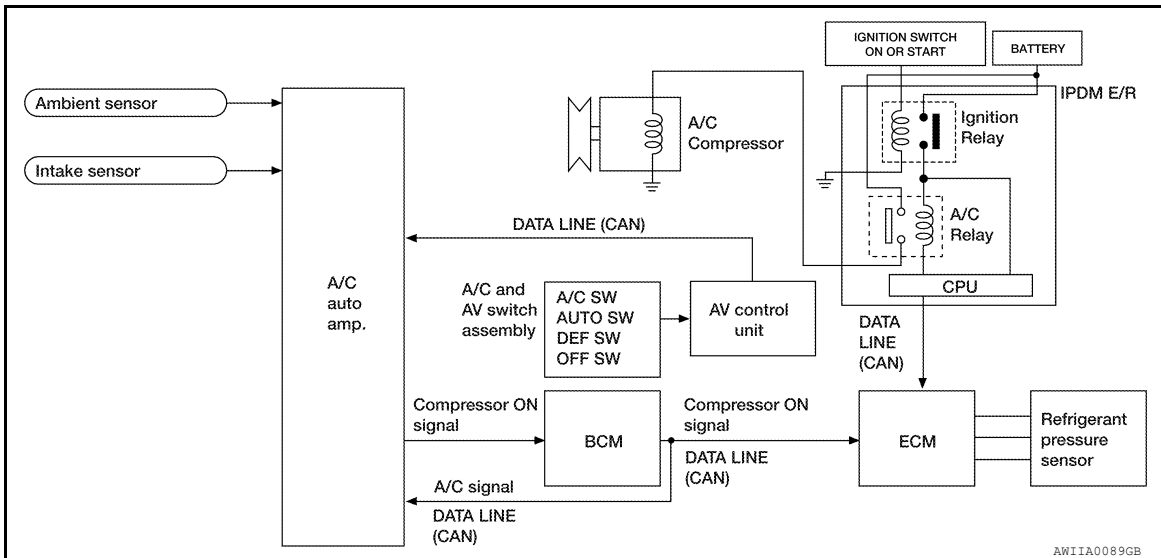 IGNITION SWITCH
ON OR START
BATTERY
IPDM E/R
Ambient sensor
Ignition
Relay
A/C
Compressor
Intake sensor
A/C
Relay
DATA LINE (CAN)
CPU
A/C
auto
amp.
A/C and
AV switch
assembly
A/C SW
AUTO SW
DEF SW
OFF SW
AV control
unit
DATA
LINE
(CAN)
Compressor ON
signal
BCM
Compressor ON
signal
DATA LINE
(CAN)
ECM
Refrigerant
pressure
sensor
A/C signal
DATA LINE
(CAN)
AWIIA0089GB